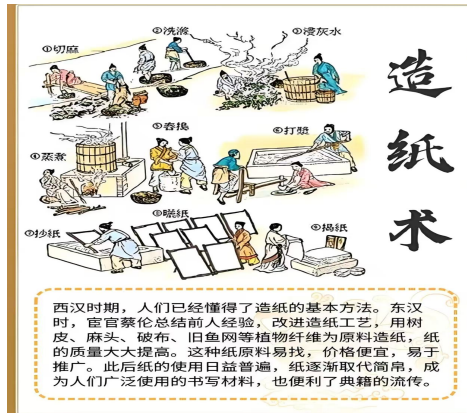 ①切麻
②洗滌
③浸灰水
④蒸煮
⑤舂搗
⑥打漿
⑦抄紙
⑧曬紙
⑨揭紙
造纸术
西汉时期，人们已经懂得了造纸的基本方法。东汉
时，宦官蔡伦总结前人经验，改进造纸工艺，用树
皮、麻头、破布、旧鱼网等植物纤维为原料造纸，纸
的质量大大提高。这种纸原料易找，价格便宜，易于
推广。此后纸的使用日益普遍，纸逐渐取代简帛，成
为人们广泛使用的书写材料，也便利了典籍的流传。